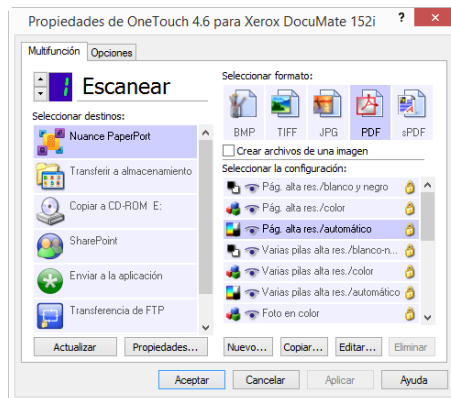 Propiedades de OneTouch 4.6 para Xerox DocuMate 152i ? ×
Multifunción Opciones
1 Escanear
Seleccionar destinos:
Nuance PaperPort
Transferir a almacenamiento
Copiar a CD-ROM E:
SharePoint
Enviar a la aplicación
Transferencia de FTP
Actualizar Propiedades...
Seleccionar formato:
BMP TIFF JPG PDF sPDF
Crear archivos de una imagen
Seleccionar la configuración:
Pág. alta res./blanco y negro
Pág. alta res./color
Pág. alta res./automático
Varias pilas alta res./blanco-n...
Varias pilas alta res./color
Varias pilas alta res./automático
Foto en color
Nuevo... Copiar... Editar... Eliminar
Aceptar Cancelar Aplicar Ayuda